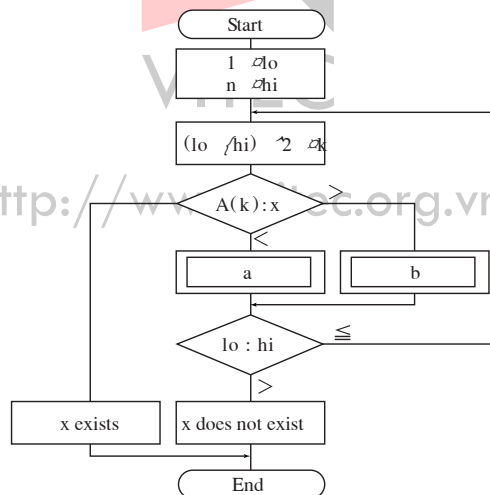 Start
1 → lo
n → hi
(lo + hi) ÷ 2 → k
A(k) : x
>
<
a
b
lo : hi
≦
>
x exists
x does not exist
End
VITEC
http://www.vitec.org.vn